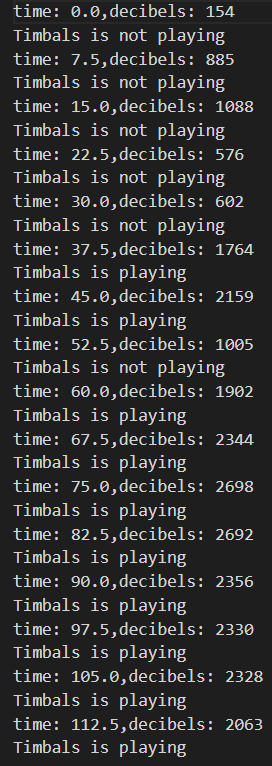 time: 0.0,decibels: 154
Timbals is not playing
time: 7.5,decibels: 885
Timbals is not playing
time: 15.0,decibels: 1088
Timbals is not playing
time: 22.5,decibels: 576
Timbals is not playing
time: 30.0,decibels: 602
Timbals is not playing
time: 37.5,decibels: 1764
Timbals is playing
time: 45.0,decibels: 2159
Timbals is playing
time: 52.5,decibels: 1005
Timbals is not playing
time: 60.0,decibels: 1902
Timbals is playing
time: 67.5,decibels: 2344
Timbals is playing
time: 75.0,decibels: 2698
Timbals is playing
time: 82.5,decibels: 2692
Timbals is playing
time: 90.0,decibels: 2356
Timbals is playing
time: 97.5,decibels: 2330
Timbals is playing
time: 105.0,decibels: 2328
Timbals is playing
time: 112.5,decibels: 2063
Timbals is playing